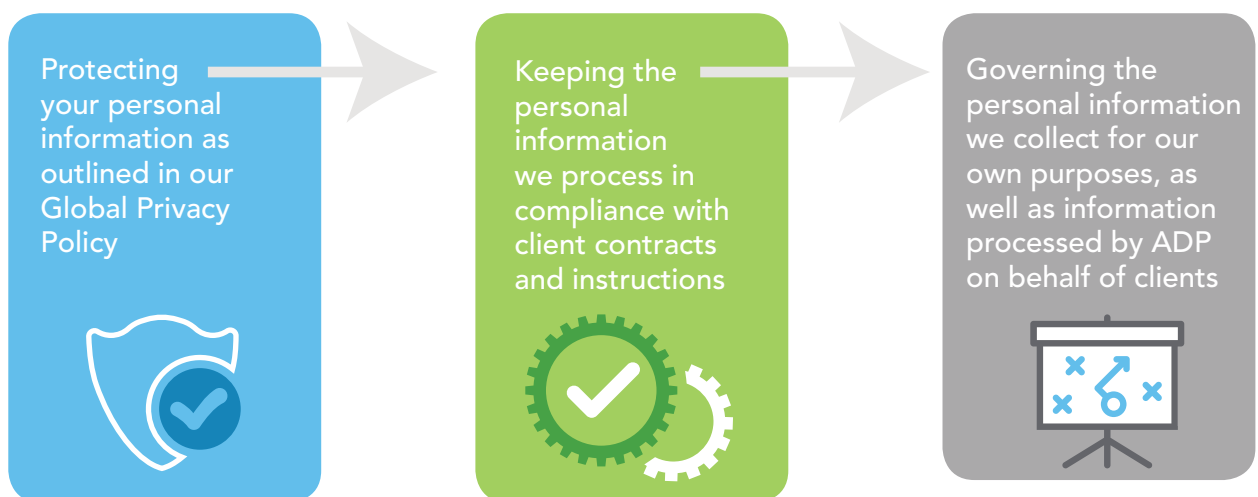 Protecting
your personal
information as
outlined in our
Global Privacy
Policy
Keeping the
personal
information
we process in
compliance with
client contracts
and instructions
Governing the
personal information
we collect for our
own purposes, as
well as information
processed by ADP
on behalf of clients